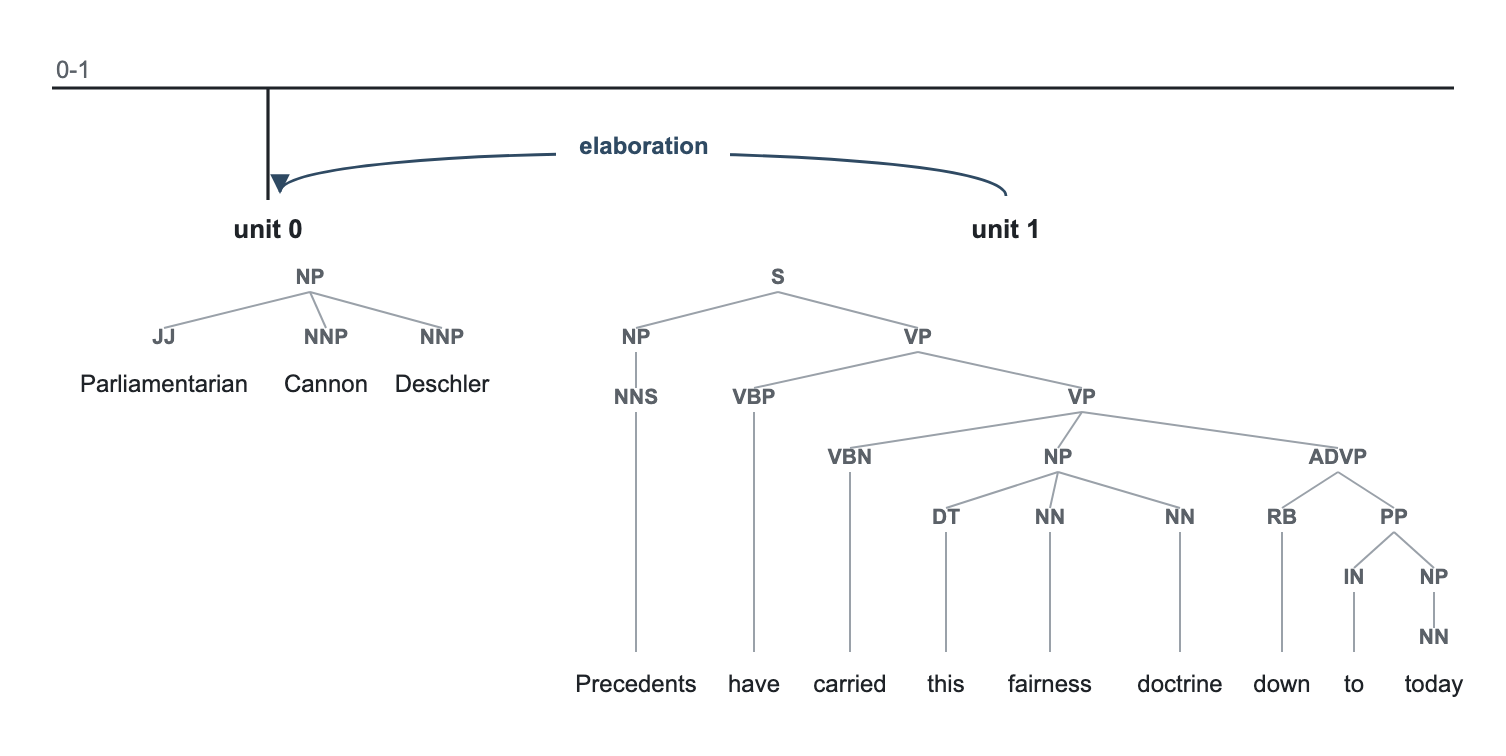 0-1
elaboration
unit 0 unit 1
NP S
JJ NNP NNP NP VP
Parliamentarian Cannon Deschler
NNS VBP VP
VBN NP ADVP
DT NN NN RB PP
IN NP
NN
Precedents have carried this fairness doctrine down to today